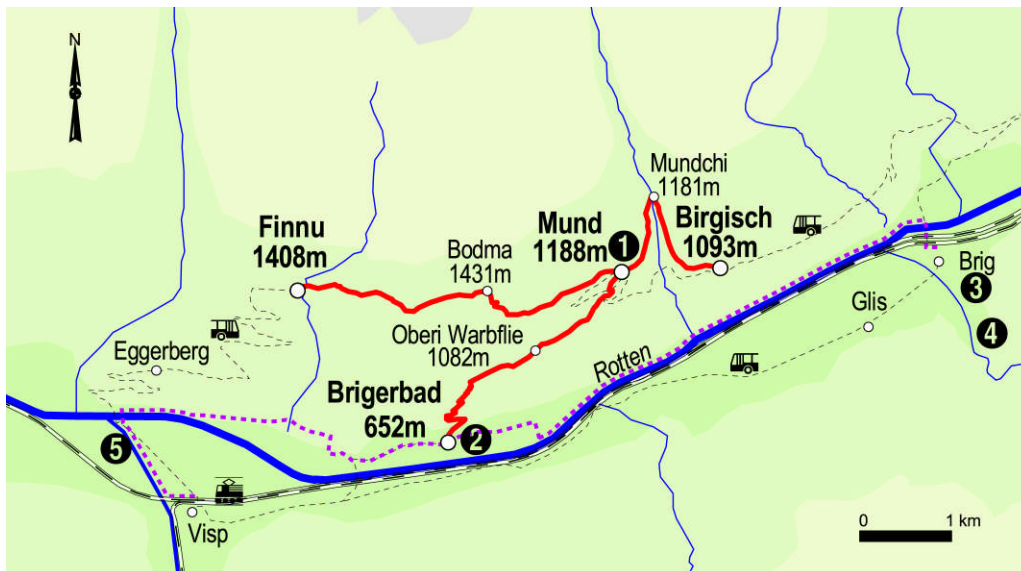 N
Mundchi
1181m
Finnu
1408m
Mund
1188m
1
Birgisch
1093m
Bodma
1431m
Brig
3
Glis
4
Oberi Warbflie
1082m
Rotten
Eggerberg
Brigerbad
652m
2
5
Visp
0 1 km